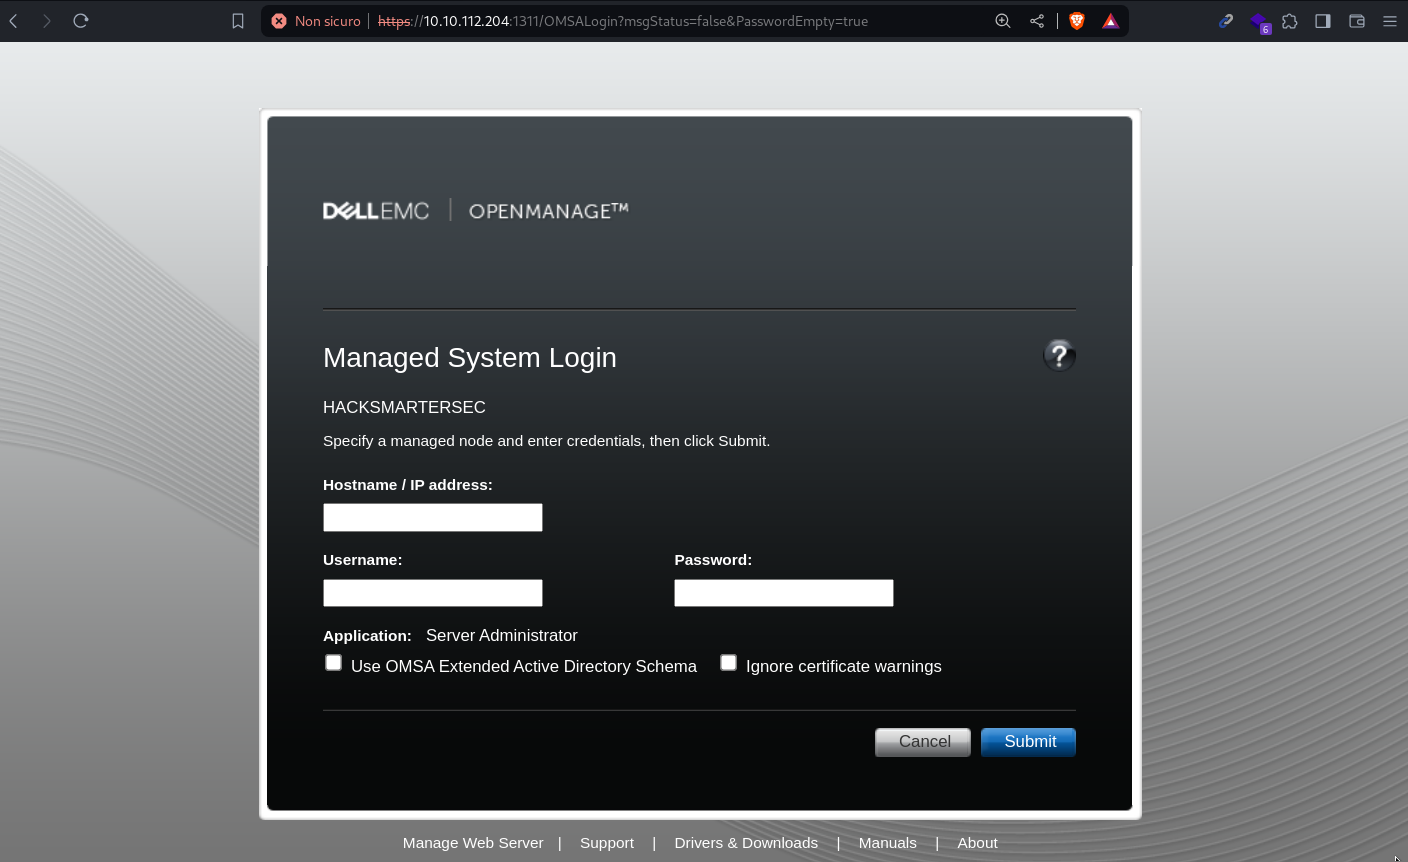 Non sicuro https://10.10.112.204:1311/OMSALogin?msgStatus=false&PasswordEmpty=true
6
DELLEMC | OPENMANAGE™
Managed System Login
?
HACKSMARTERSEC
Specify a managed node and enter credentials, then click Submit.
Hostname / IP address:
Username: Password:
Application: Server Administrator
Use OMSA Extended Active Directory Schema Ignore certificate warnings
Cancel Submit
Manage Web Server | Support | Drivers & Downloads | Manuals | About